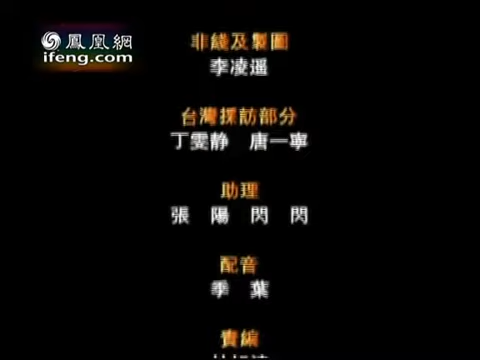 鳳凰網
ifeng.com
非綫及製圖
李凌遥
台灣採訪部分
丁雯静 唐一寧
助理
張 陽 閃 閃
配音
季 葉
責編